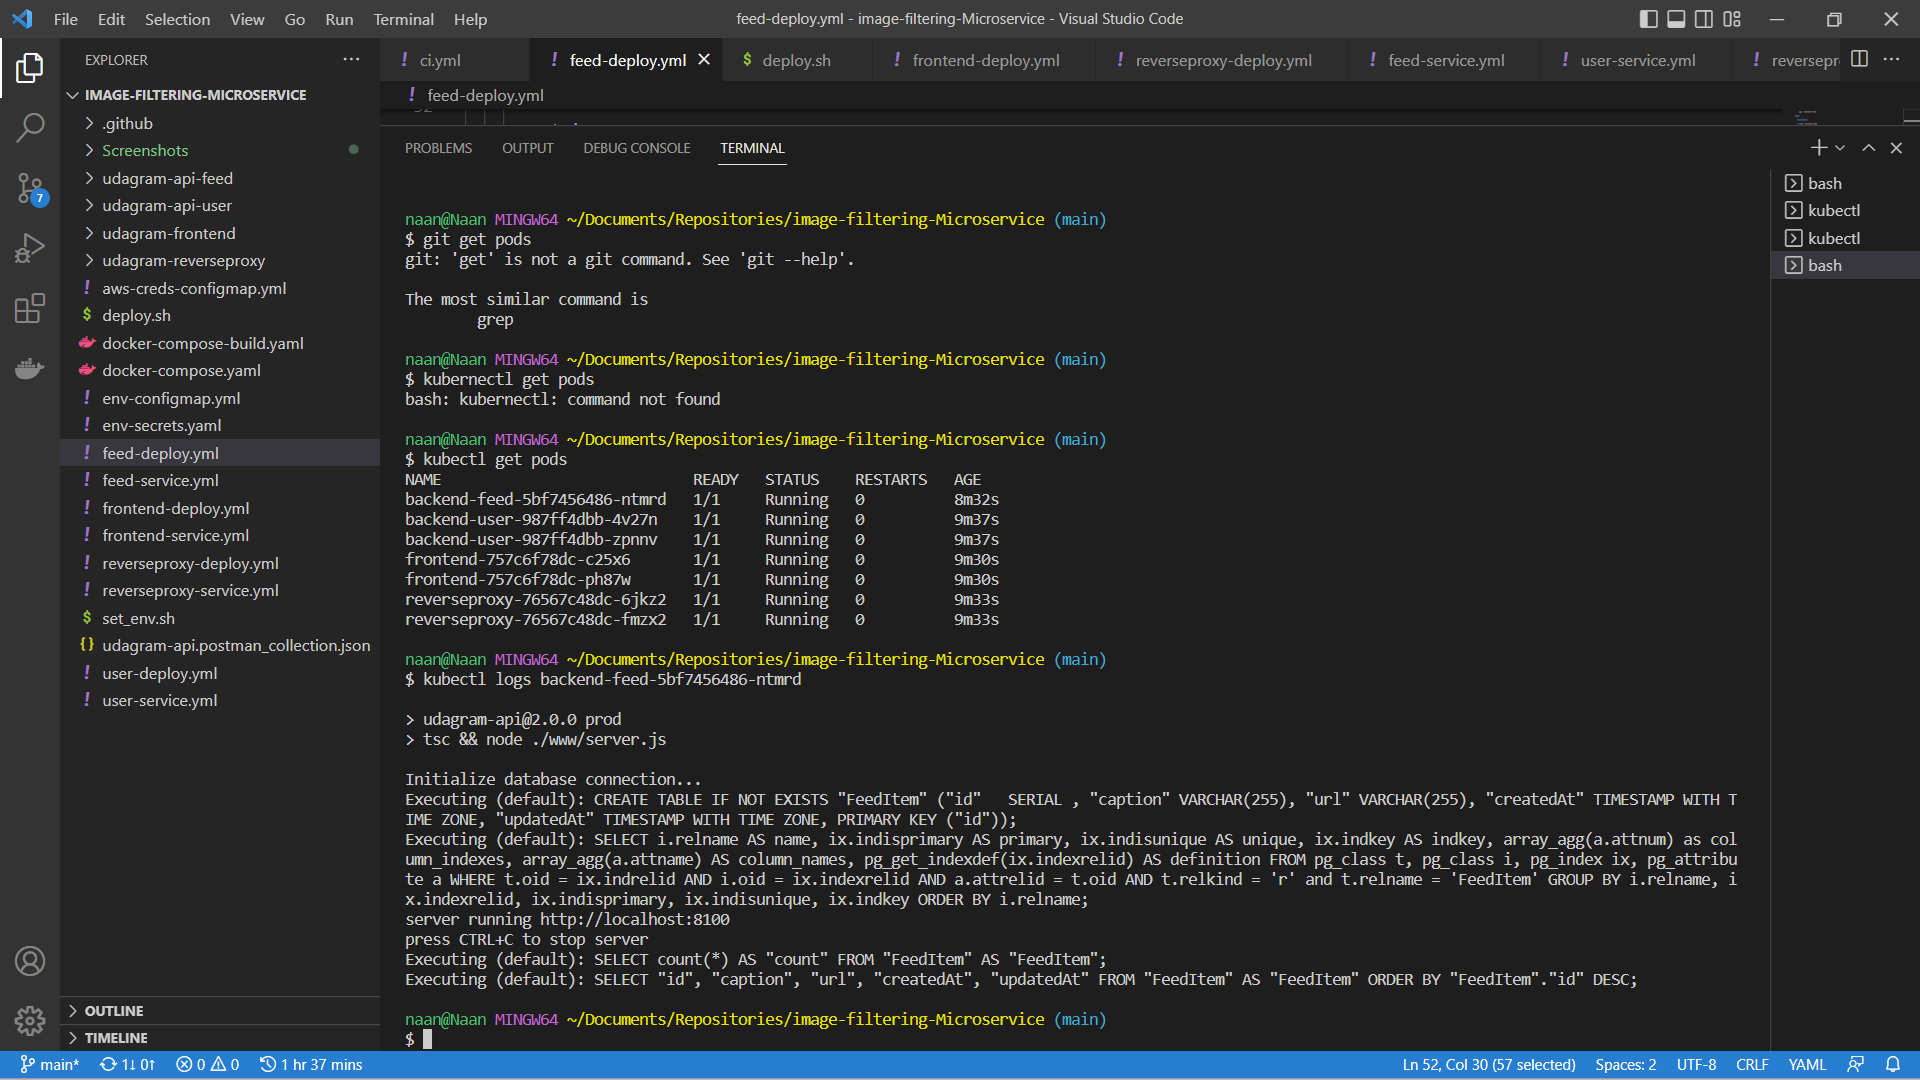 File Edit Selection View Go Run Terminal Help
feed-deploy.yml - image-filtering-Microservice - Visual Studio Code
EXPLORER
IMAGE-FILTERING-MICROSERVICE
.github
Screenshots
udagram-api-feed
udagram-api-user
udagram-frontend
udagram-reverseproxy
! aws-creds-configmap.yml
$ deploy.sh
docker-compose-build.yaml
docker-compose.yaml
! env-configmap.yml
! env-secrets.yaml
! feed-deploy.yml
! feed-service.yml
! frontend-deploy.yml
! frontend-service.yml
! reverseproxy-deploy.yml
! reverseproxy-service.yml
$ set_env.sh
{} udagram-api.postman_collection.json
! user-deploy.yml
! user-service.yml
OUTLINE
TIMELINE
7
! ci.yml
! feed-deploy.yml
$ deploy.sh
! frontend-deploy.yml
! reverseproxy-deploy.yml
! feed-service.yml
! user-service.yml
! reversepr
! feed-deploy.yml
PROBLEMS OUTPUT DEBUG CONSOLE TERMINAL
naan@Naan MINGW64 ~/Documents/Repositories/image-filtering-Microservice (main)
$ git get pods
git: 'get' is not a git command. See 'git --help'.
The most similar command is
grep
naan@Naan MINGW64 ~/Documents/Repositories/image-filtering-Microservice (main)
$ kubernectl get pods
bash: kubernectl: command not found
naan@Naan MINGW64 ~/Documents/Repositories/image-filtering-Microservice (main)
$ kubectl get pods
NAME READY STATUS RESTARTS AGE
backend-feed-5bf7456486-ntmrd 1/1 Running 0 8m32s
backend-user-987ff4dbb-4v27n 1/1 Running 0 9m37s
backend-user-987ff4dbb-zpnnv 1/1 Running 0 9m37s
frontend-757c6f78dc-c25x6 1/1 Running 0 9m30s
frontend-757c6f78dc-ph87w 1/1 Running 0 9m30s
reverseproxy-76567c48dc-6jkz2 1/1 Running 0 9m33s
reverseproxy-76567c48dc-fmzx2 1/1 Running 0 9m33s
naan@Naan MINGW64 ~/Documents/Repositories/image-filtering-Microservice (main)
$ kubectl logs backend-feed-5bf7456486-ntmrd
> udagram-api@2.0.0 prod
> tsc && node ./www/server.js
Initialize database connection...
Executing (default): CREATE TABLE IF NOT EXISTS "FeedItem" ("id"   SERIAL , "caption" VARCHAR(255), "url" VARCHAR(255), "createdAt" TIMESTAMP WITH T
IME ZONE, "updatedAt" TIMESTAMP WITH TIME ZONE, PRIMARY KEY ("id"));
Executing (default): SELECT i.relname AS name, ix.indisprimary AS primary, ix.indisunique AS unique, ix.indkey AS indkey, array_agg(a.attnum) as col
umn_indexes, array_agg(a.attname) AS column_names, pg_get_indexdef(ix.indexrelid) AS definition FROM pg_class t, pg_class i, pg_index ix, pg_attribu
te a WHERE t.oid = ix.indrelid AND i.oid = ix.indexrelid AND a.attrelid = t.oid AND t.relkind = 'r' and t.relname = 'FeedItem' GROUP BY i.relname, i
x.indexrelid, ix.indisprimary, ix.indisunique, ix.indkey ORDER BY i.relname;
server running http://localhost:8100
press CTRL+C to stop server
Executing (default): SELECT count(*) AS "count" FROM "FeedItem" AS "FeedItem";
Executing (default): SELECT "id", "caption", "url", "createdAt", "updatedAt" FROM "FeedItem" AS "FeedItem" ORDER BY "FeedItem"."id" DESC;
naan@Naan MINGW64 ~/Documents/Repositories/image-filtering-Microservice (main)
$
bash
kubectl
kubectl
bash
main* 1↓ 0↑ 0 0 1 hr 37 mins
Ln 52, Col 30 (57 selected) Spaces: 2 UTF-8 CRLF YAML